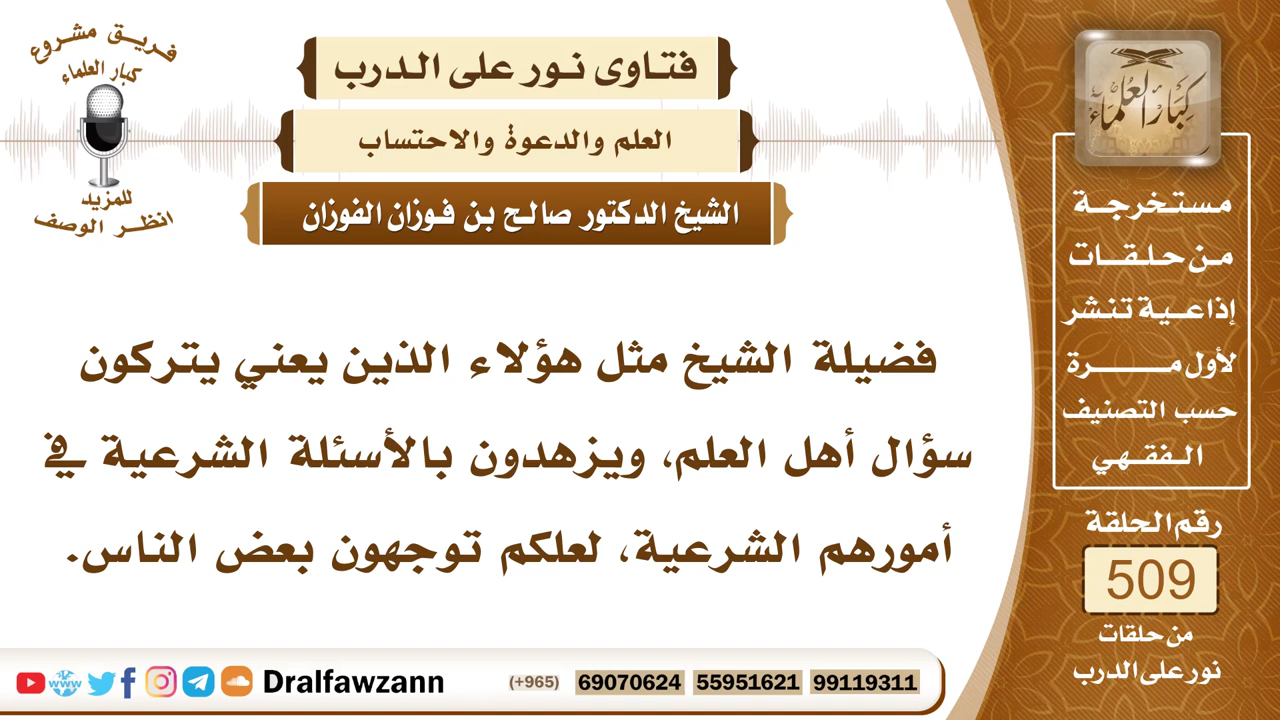 فريق مشروع
كبار العلماء
للمزيد
انظر الوصف
فتاوى نور على الدرب
العلم والدعوة والاحتساب
الشيخ الدكتور صالح بن فوزان الفوزان
فضيلة الشيخ مثل هؤلاء الذين يعني يتركون
سؤال أهل العلم، ويزهدون بالأسئلة الشرعية في
أمورهم الشرعية، لعلكم توجهون بعض الناس.
كبار العلماء
مستخرجة
من حلقات
إذاعية تنشر
لأول مرة
حسب التصنيف
الفقهي
رقم الحلقة
509
من حلقات
نور على الدرب
www Dralfawzann (+965) 69070624 55951621 99119311